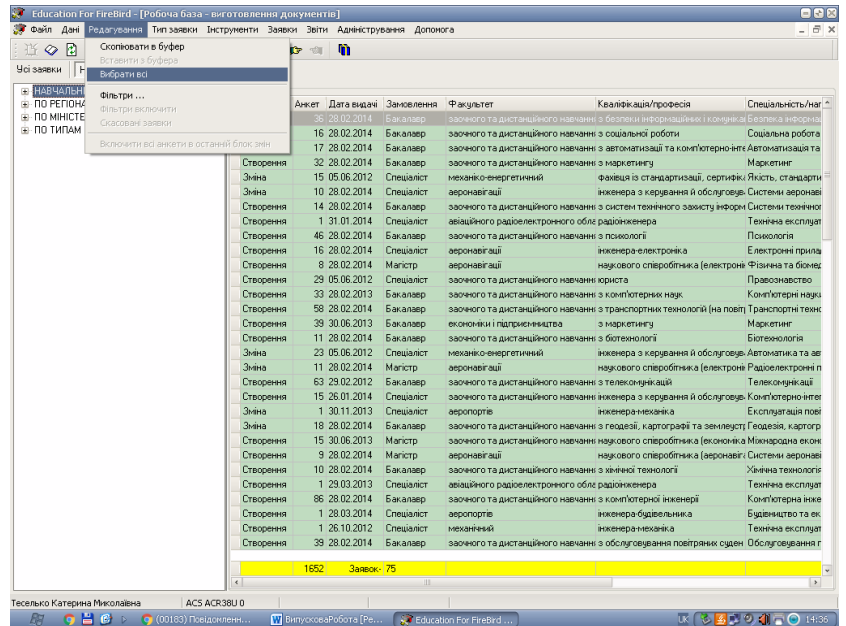 Education For FireBird - [Робоча база - виготовлення документів]
Файл Дані Редагування Тип заявки Інструменти Заявки Звіти Адміністрування Допомога
Скопіювати в буфер
Вставити з буфера
Вибрати всі
Фільтри ...
Фільтри включити
Скасовані заявки
Включити всі анкети в останній блок змін
Усі заявки
НАВЧАЛЬН
ПО РЕГІОНА
ПО МІНІСТЕ
ПО ТИПАМ
Анкет Дата видачі Замовлення Факультет Кваліфікація/професія Спеціальність/наг
36 28.02.2014 Бакалавр заочного та дистанційного навчання з безпеки інформаційних і комунікац Безпека інформа
16 28.02.2014 Бакалавр заочного та дистанційного навчання з соціальної роботи Соціальна робота
17 28.02.2014 Бакалавр заочного та дистанційного навчання з автоматизації та комп'ютерно-інте Автоматизація та
Створення 32 28.02.2014 Бакалавр заочного та дистанційного навчання з маркетингу Маркетинг
Зміна 15 05.06.2012 Спеціаліст механіко-енергетичний фахівця із стандартизації, сертифіка Якість, стандарти
Зміна 10 28.02.2014 Спеціаліст аеронавігації інженера з керування й обслуговув Системи аеронаві
Створення 14 28.02.2014 Бакалавр заочного та дистанційного навчання з систем технічного захисту інформ Системи технічног
Створення 1 31.01.2014 Спеціаліст авіаційного радіоелектронного обла радіоінженера Технічна експлуат
Створення 46 28.02.2014 Бакалавр заочного та дистанційного навчання з психології Психологія
Створення 16 28.02.2014 Спеціаліст аеронавігації інженера-електроніка Електронні прила
Створення 8 28.02.2014 Магістр аеронавігації наукового співробітника (електроні Фізична та біомед
Створення 29 05.06.2012 Спеціаліст заочного та дистанційного навчання юриста Правознавство
Створення 33 28.02.2013 Бакалавр заочного та дистанційного навчання з комп'ютерних наук Комп'ютерні наук
Створення 58 28.02.2014 Бакалавр заочного та дистанційного навчання з транспортних технологій (на повітр Транспортні техно
Створення 39 30.06.2013 Бакалавр економіки і підприємництва з маркетингу Маркетинг
Створення 11 28.02.2014 Бакалавр заочного та дистанційного навчання з біотехнології Біотехнологія
Зміна 23 05.06.2012 Спеціаліст механіко-енергетичний інженера з керування й обслуговув Автоматика та ав
Зміна 11 28.02.2014 Магістр аеронавігації наукового співробітника (електроні Радіоелектронні п
Створення 63 29.02.2012 Бакалавр заочного та дистанційного навчання з телекомунікацій Телекомунікації
Створення 15 26.01.2014 Спеціаліст заочного та дистанційного навчання інженера з керування й обслуговув Комп'ютерно-інтег
Зміна 1 30.11.2013 Спеціаліст аеропортів інженера-механіка Експлуатація пові
Зміна 18 28.02.2014 Бакалавр заочного та дистанційного навчання з геодезії, картографії та землеустр Геодезія, картогр
Створення 15 30.06.2013 Магістр заочного та дистанційного навчання наукового співробітника (економіка Міжнародна екон
Створення 9 28.02.2014 Магістр аеронавігації наукового співробітника (аеронавіга Системи аеронаві
Створення 10 28.02.2014 Бакалавр заочного та дистанційного навчання з хімічної технології Хімічна технологія
Створення 1 29.03.2013 Спеціаліст авіаційного радіоелектронного обла радіоінженера Технічна експлуат
Створення 86 28.02.2014 Бакалавр заочного та дистанційного навчання з комп'ютерної інженерії Комп'ютерна інже
Створення 1 28.03.2013 Спеціаліст аеропортів інженера-будівельника Будівництво та ек
Створення 1 26.10.2012 Спеціаліст механічний інженера-механіка Технічна експлуат
Створення 39 28.02.2014 Бакалавр заочного та дистанційного навчання з обслуговування повітряних суден Обслуговування п
1652 Заявок- 75
Теселько Катерина Миколаївна ACS ACR38U 0
(00183) Повідомленн... ВипусковаРобота [Ре... Education For FireBird ... UK 14:36